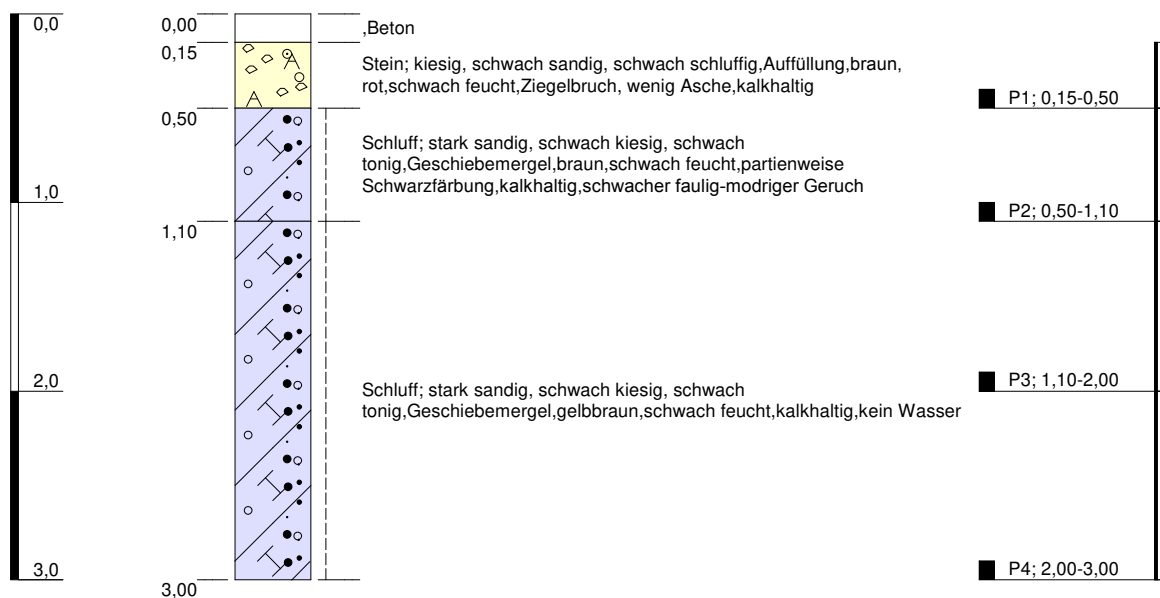 0,0
0,00
,Beton
0,15
Stein; kiesig, schwach sandig, schwach schluffig,Auffüllung,braun,
rot,schwach feucht,Ziegelbruch, wenig Asche,kalkhaltig
A
A
P1; 0,15-0,50
0,50
Schluff; stark sandig, schwach kiesig, schwach
tonig,Geschiebemergel,braun,schwach feucht,partienweise
Schwarzfärbung,kalkhaltig,schwacher faulig-modriger Geruch
1,0
P2; 0,50-1,10
1,10
2,0
P3; 1,10-2,00
Schluff; stark sandig, schwach kiesig, schwach
tonig,Geschiebemergel,gelbbraun,schwach feucht,kalkhaltig,kein Wasser
3,0
P4; 2,00-3,00
3,00